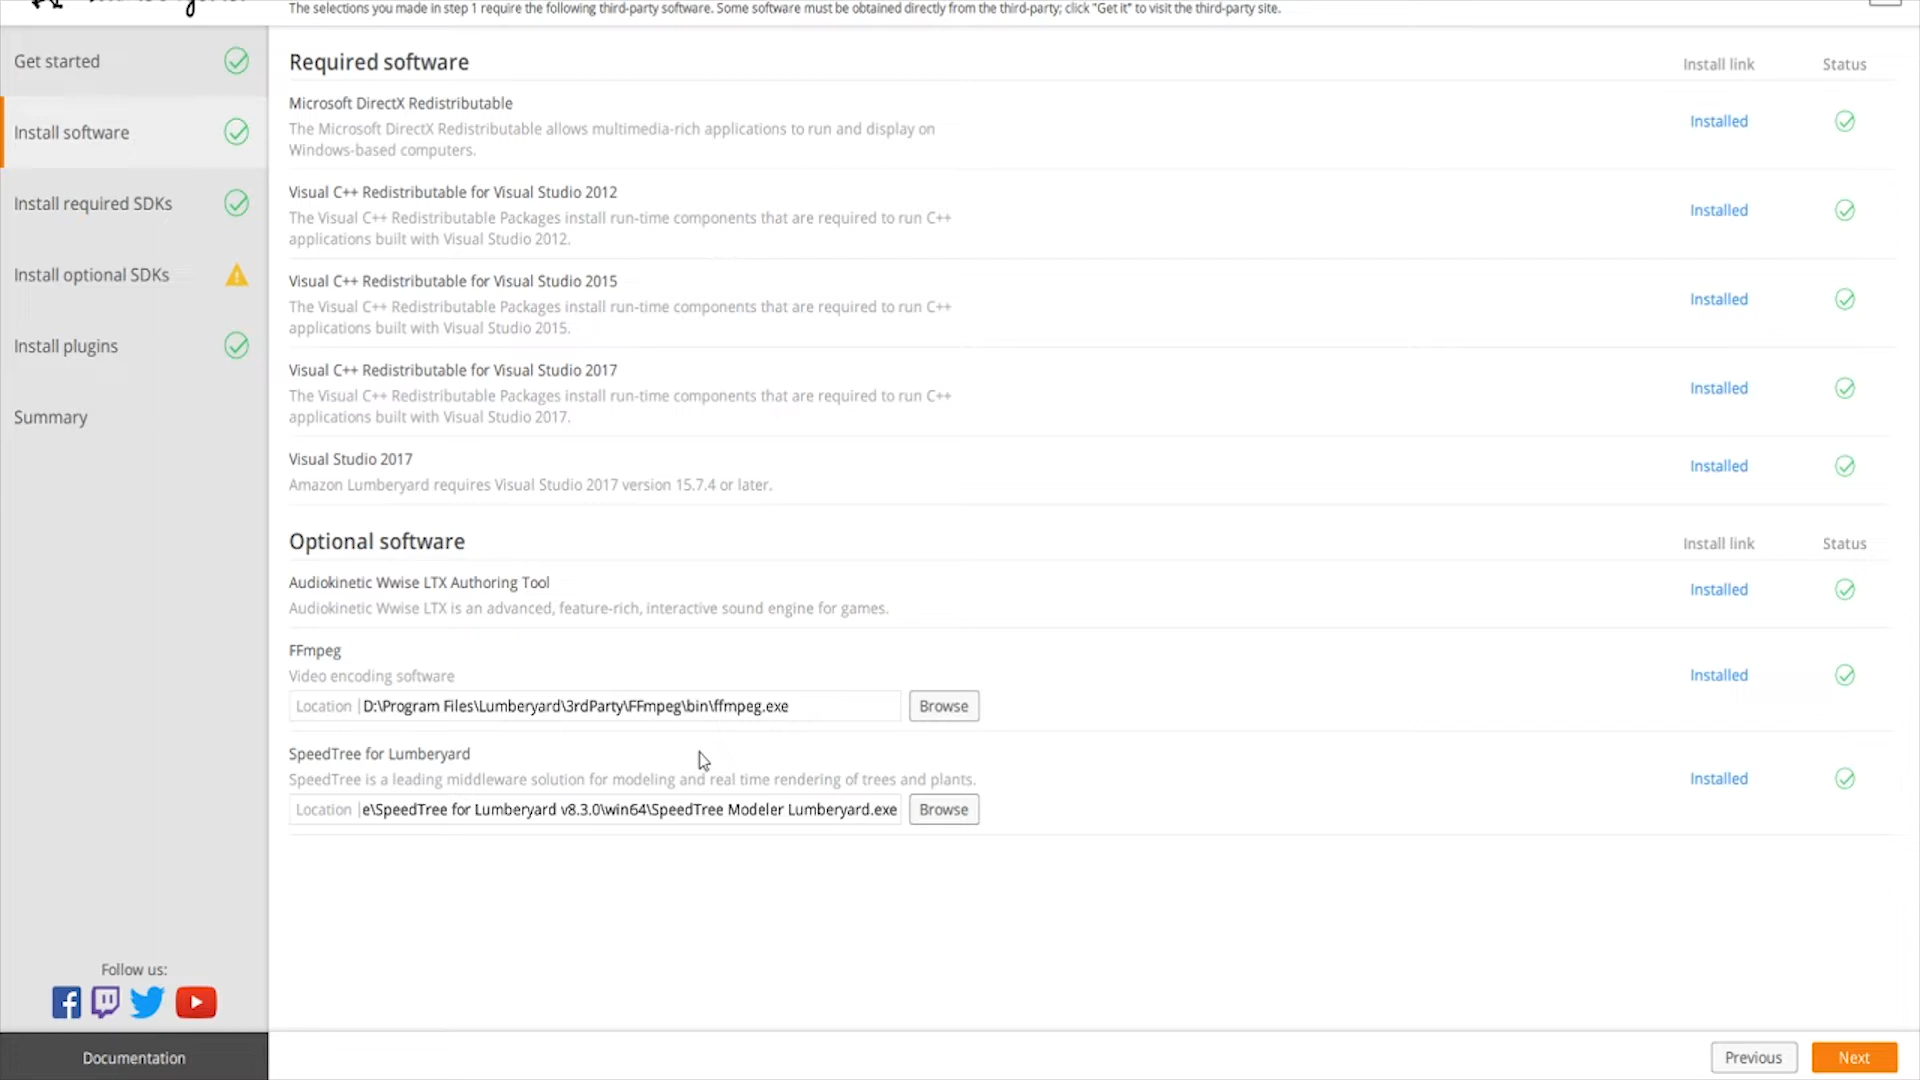 The selections you made in step 1 require the following third-party software. Some software must be obtained directly from the third-party; click "Get it" to visit the third-party site.
Get started
Install software
Install required SDKs
Install optional SDKs
Install plugins
Summary
Required software
Install link
Status
Microsoft DirectX Redistributable
The Microsoft DirectX Redistributable allows multimedia-rich applications to run and display on
Windows-based computers.
Installed
Visual C++ Redistributable for Visual Studio 2012
The Visual C++ Redistributable Packages install run-time components that are required to run C++
applications built with Visual Studio 2012.
Installed
Visual C++ Redistributable for Visual Studio 2015
The Visual C++ Redistributable Packages install run-time components that are required to run C++
applications built with Visual Studio 2015.
Installed
Visual C++ Redistributable for Visual Studio 2017
The Visual C++ Redistributable Packages install run-time components that are required to run C++
applications built with Visual Studio 2017.
Installed
Visual Studio 2017
Amazon Lumberyard requires Visual Studio 2017 version 15.7.4 or later.
Installed
Optional software
Install link
Status
Audiokinetic Wwise LTX Authoring Tool
Audiokinetic Wwise LTX is an advanced, feature-rich, interactive sound engine for games.
Installed
FFmpeg
Video encoding software
Location D:\Program Files\Lumberyard\3rdParty\FFmpeg\bin\ffmpeg.exe
Browse
Installed
SpeedTree for Lumberyard
SpeedTree is a leading middleware solution for modeling and real time rendering of trees and plants.
Location e\SpeedTree for Lumberyard v8.3.0\win64\SpeedTree Modeler Lumberyard.exe
Browse
Installed
Follow us:
Documentation
Previous
Next